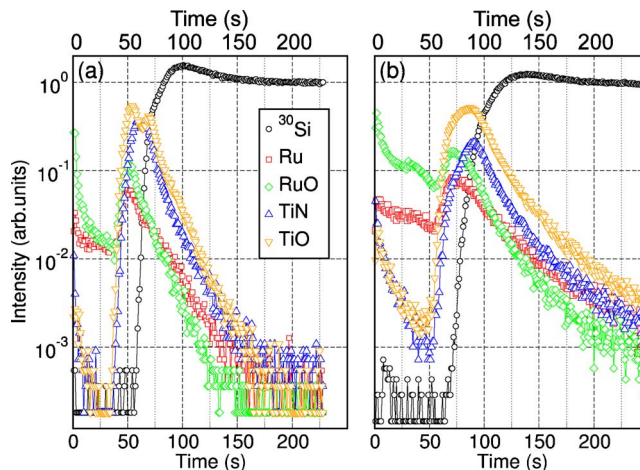 Time (s) Time (s)
0 50 100 150 200 0 50 100 150 200
(a) (b)
10⁰
10⁻¹
10⁻²
10⁻³
Intensity (arb.units)
³⁰Si
Ru
RuO
TiN
TiO
0 50 100 150 200 0 50 100 150 200
Time (s) Time (s)